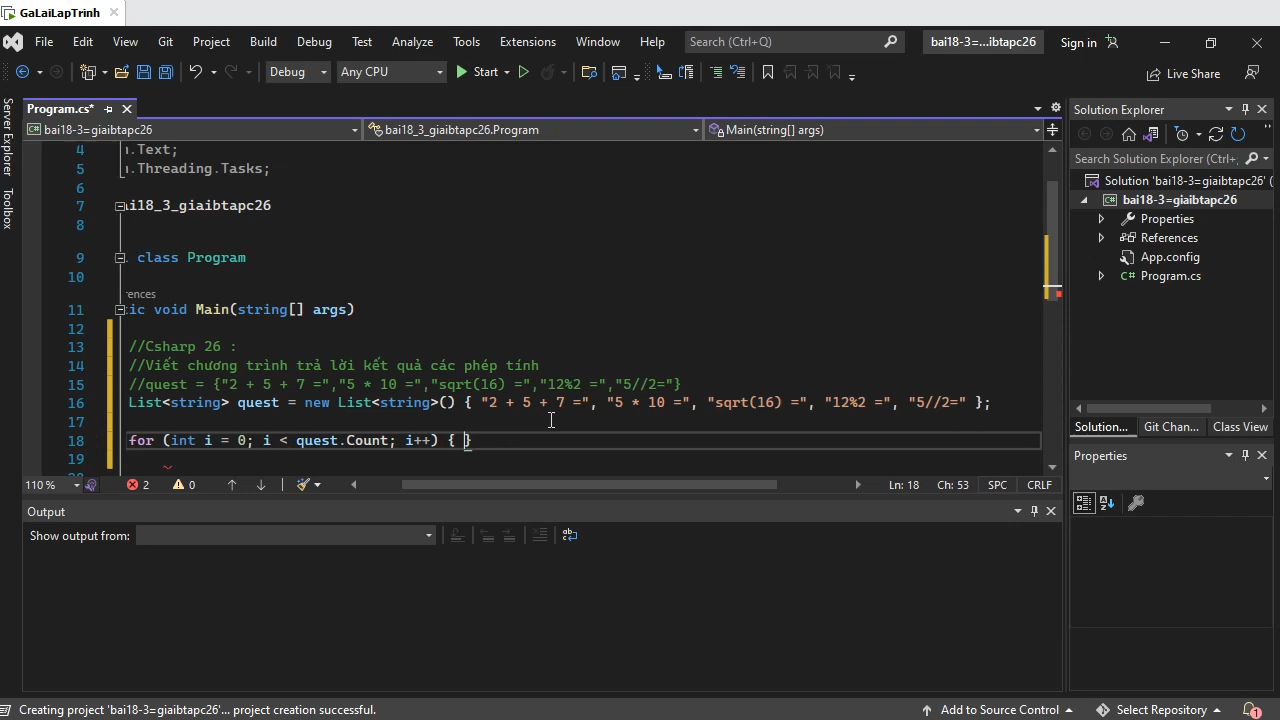 GaLaiLapTrinh
File Edit View Git Project Build Debug Test Analyze Tools Extensions Window Help Search (Ctrl+Q) bai18-3=...ibtapc26 Sign in
Debug Any CPU Start Live Share
Server Explorer
Toolbox
Program.cs*
bai18-3=giaibtapc26 bai18_3_giaibtapc26.Program Main(string[] args)
4 n.Text;
5 n.Threading.Tasks;
6
7 ai18_3_giaibtapc26
8
9 class Program
10
rences
11 tic void Main(string[] args)
12
13 //Csharp 26 :
14 //Viết chương trình trả lời kết quả các phép tính
15 //quest = {"2 + 5 + 7 =","5 * 10 =","sqrt(16) =","12%2 =","5//2="}
16 List<string> quest = new List<string>() { "2 + 5 + 7 =", "5 * 10 =", "sqrt(16) =", "12%2 =", "5//2=" };
17
18 for (int i = 0; i < quest.Count; i++) { }
19
110 % 2 0 Ln: 18 Ch: 53 SPC CRLF
Output
Show output from:
Solution Explorer
Search Solution Explorer (Ctrl+;
Solution 'bai18-3=giaibtapc26' (
bai18-3=giaibtapc26
Properties
References
App.config
C# Program.cs
Solution... Git Chan... Class View
Properties
Creating project 'bai18-3=giaibtapc26'... project creation successful. Add to Source Control Select Repository 1